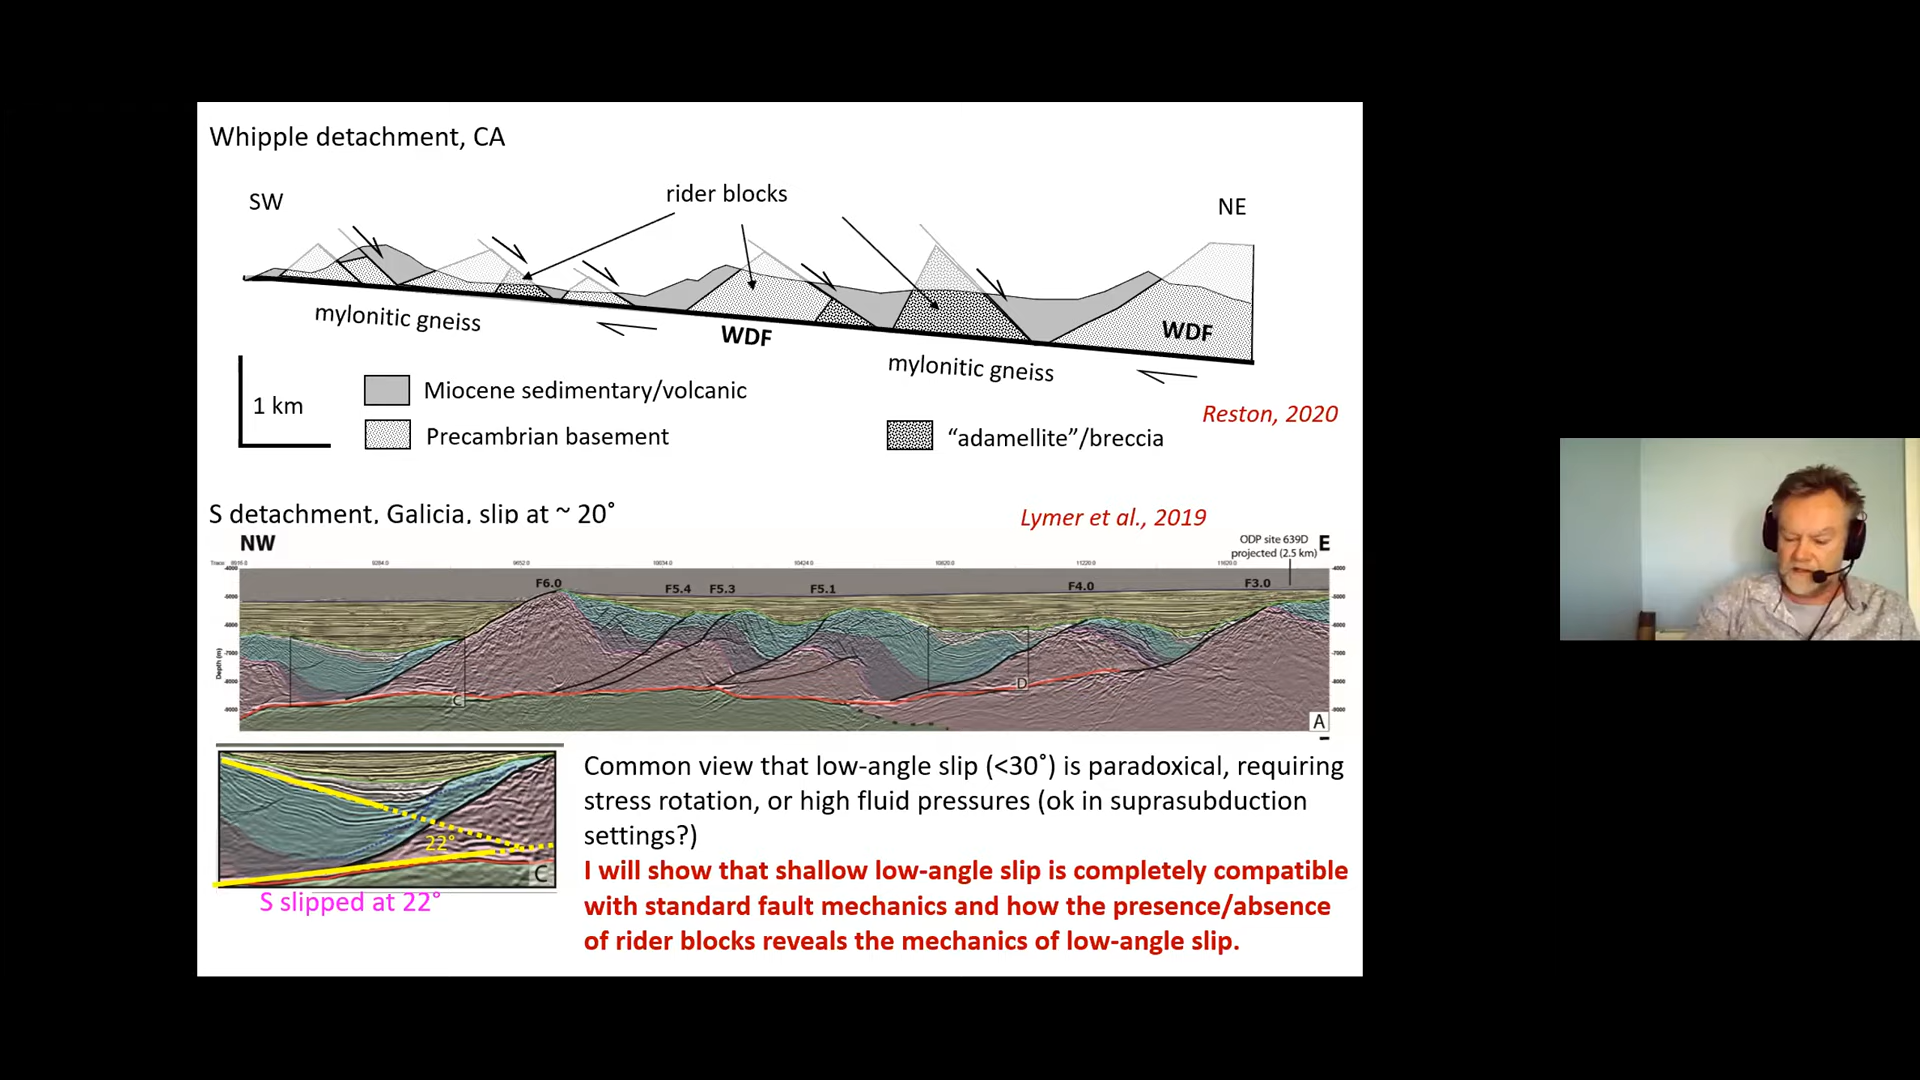 Whipple detachment, CA
SW
rider blocks
NE
mylonitic gneiss
WDF
mylonitic gneiss
WDF
1 km
Miocene sedimentary/volcanic
Precambrian basement
“adamellite”/breccia
Reston, 2020
S detachment, Galicia, slip at ~ 20˚
Lymer et al., 2019
NW
ODP site 639D
projected (2.5 km)
E
F6.0
F5.4
F5.3
F5.1
F4.0
F3.0
Depth (m)
C
D
A
22°
C
S slipped at 22°
Common view that low-angle slip (<30˚) is paradoxical, requiring
stress rotation, or high fluid pressures (ok in suprasubduction
settings?)
I will show that shallow low-angle slip is completely compatible
with standard fault mechanics and how the presence/absence
of rider blocks reveals the mechanics of low-angle slip.